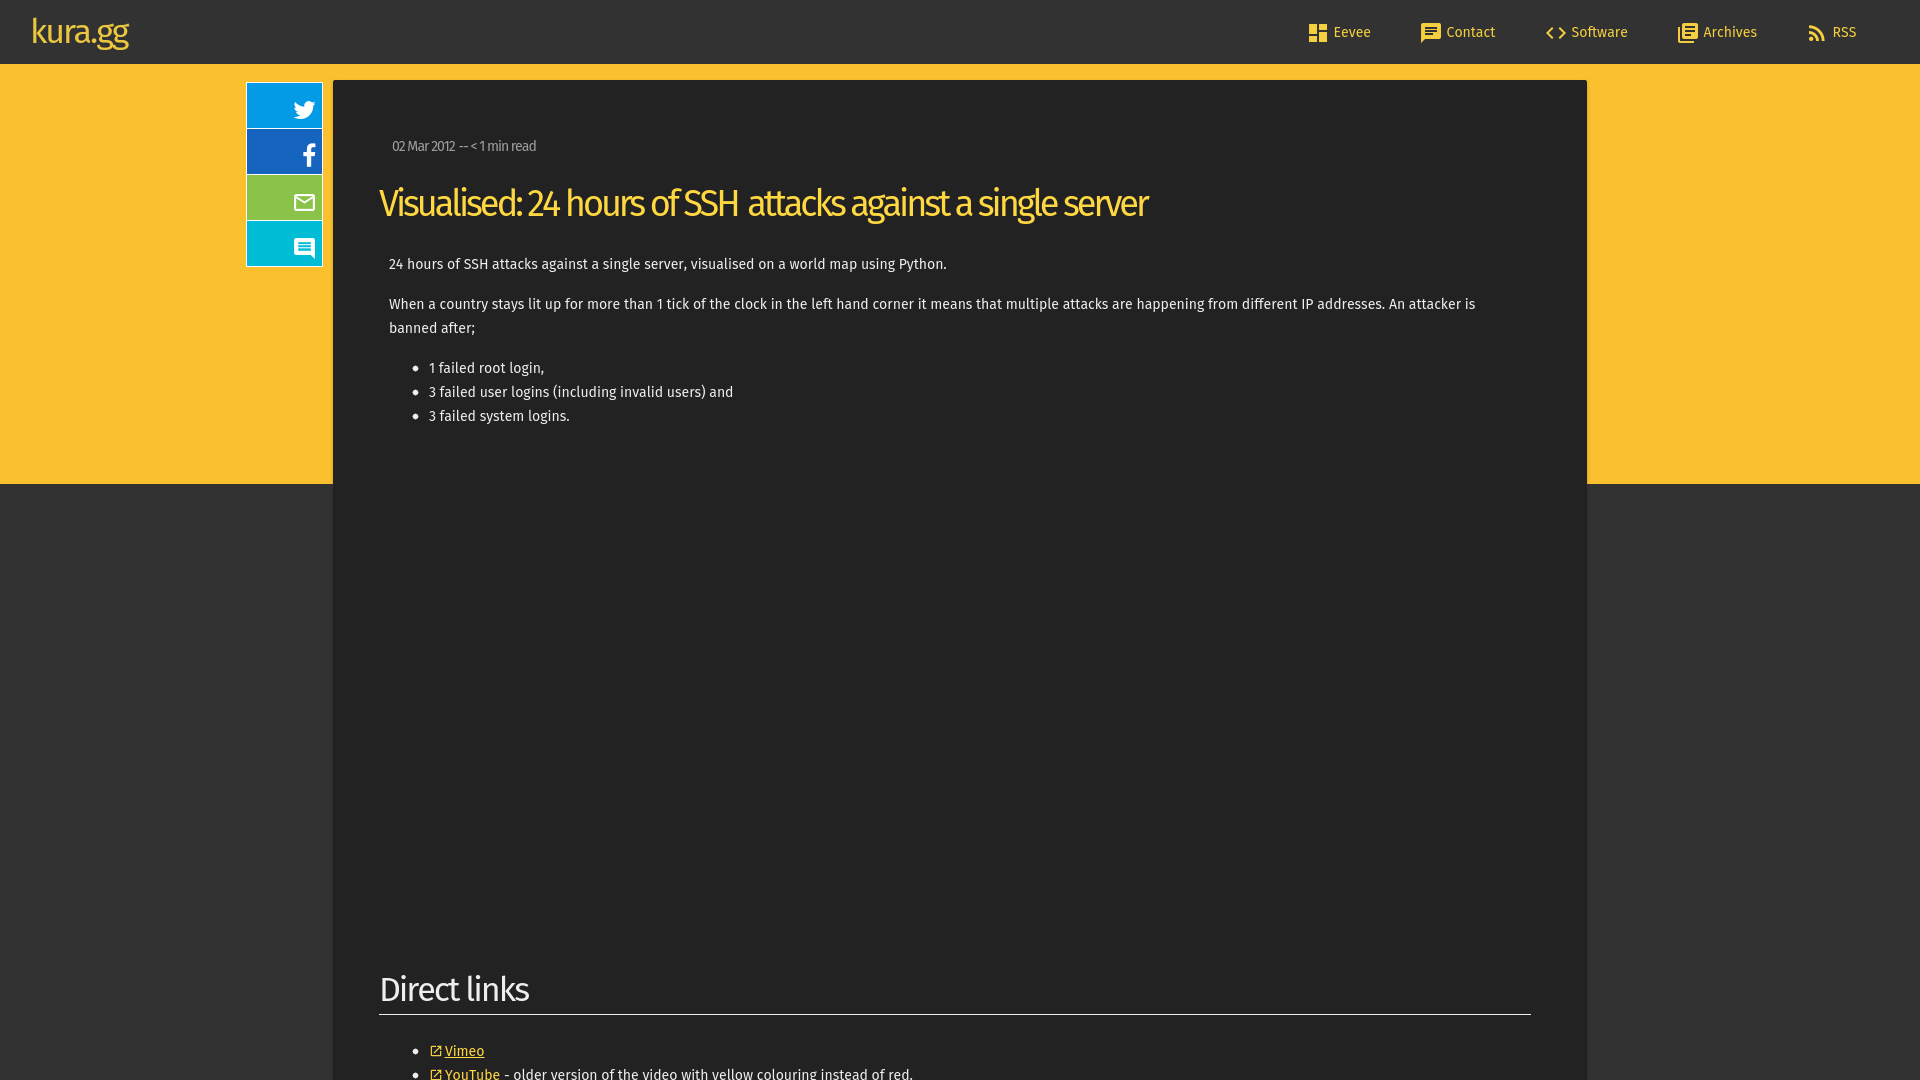 kura.gg
Eevee
Contact
Software
Archives
RSS
02 Mar 2012 -- < 1 min read
Visualised: 24 hours of SSH attacks against a single server
24 hours of SSH attacks against a single server, visualised on a world map using Python.
When a country stays lit up for more than 1 tick of the clock in the left hand corner it means that multiple attacks are happening from different IP addresses. An attacker is
banned after;
1 failed root login,
3 failed user logins (including invalid users) and
3 failed system logins.
Direct links
Vimeo
YouTube - older version of the video with yellow colouring instead of red.